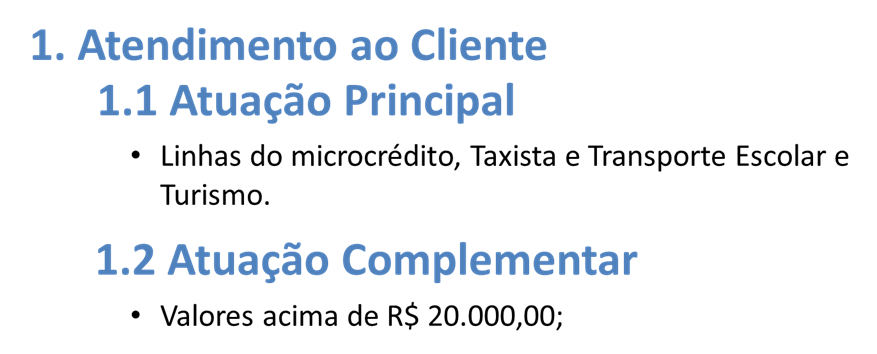 1. Atendimento ao Cliente
1.1 Atuação Principal
• Linhas do microcrédito, Taxista e Transporte Escolar e
Turismo.
1.2 Atuação Complementar
• Valores acima de R$ 20.000,00;